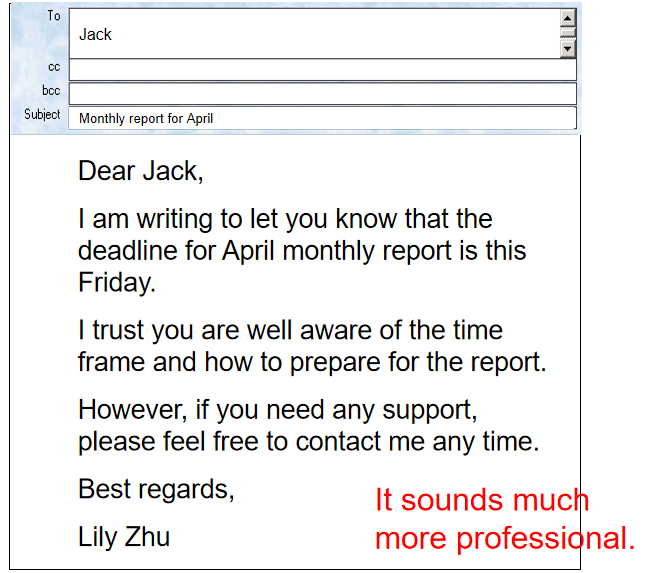 To
Jack
cc
bcc
Subject
Monthly report for April
Dear Jack,
I am writing to let you know that the
deadline for April monthly report is this
Friday.
I trust you are well aware of the time
frame and how to prepare for the report.
However, if you need any support,
please feel free to contact me any time.
Best regards,
Lily Zhu
It sounds much
more professional.